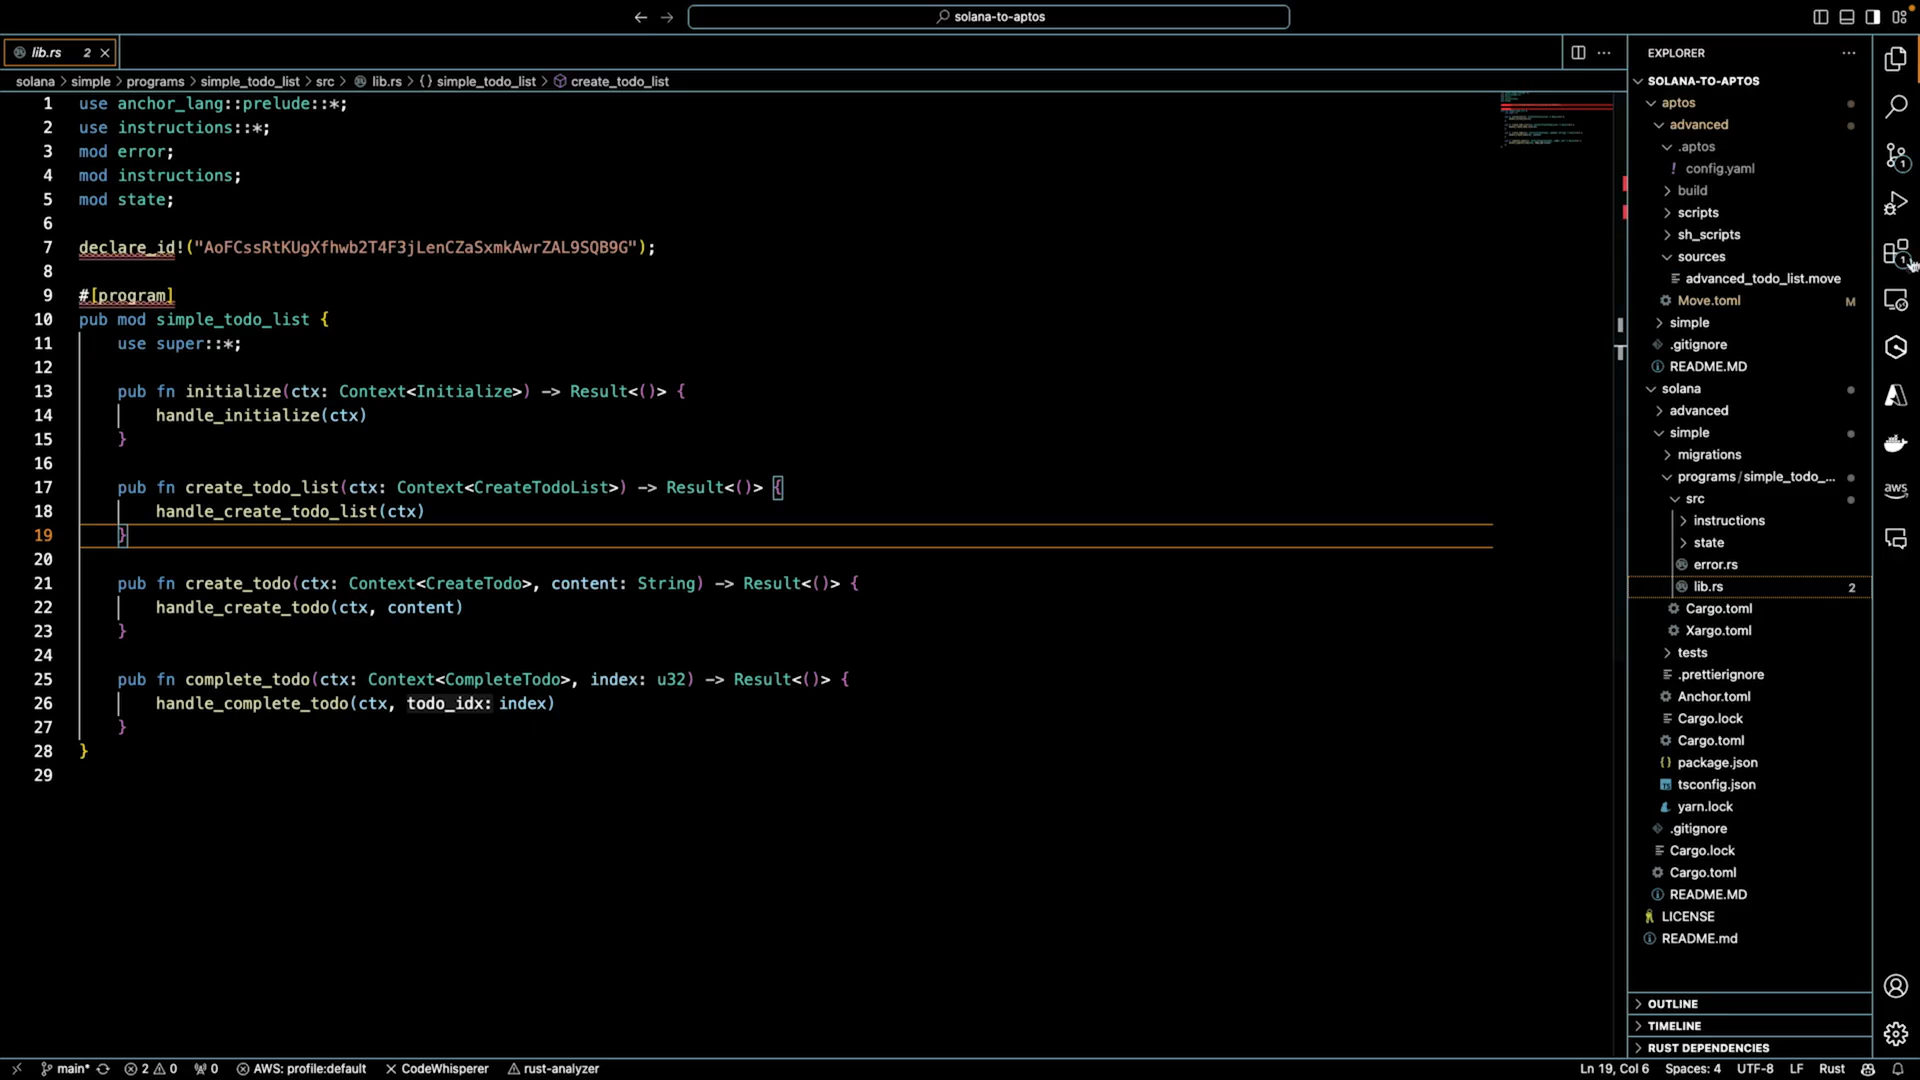 solana-to-aptos
lib.rs 2
EXPLORER
solana > simple > programs > simple_todo_list > src > lib.rs > {} simple_todo_list > create_todo_list
1 use anchor_lang::prelude::*;
2 use instructions::*;
3 mod error;
4 mod instructions;
5 mod state;
6
7 declare_id!("AoFCssRtKUgXfhwb2T4F3jLenCZaSxmkAwrZAL9SQB9G");
8
9 #[program]
10 pub mod simple_todo_list {
11 use super::*;
12
13 pub fn initialize(ctx: Context<Initialize>) -> Result<()> {
14 handle_initialize(ctx)
15 }
16
17 pub fn create_todo_list(ctx: Context<CreateTodoList>) -> Result<()> {
18 handle_create_todo_list(ctx)
19 }
20
21 pub fn create_todo(ctx: Context<CreateTodo>, content: String) -> Result<()> {
22 handle_create_todo(ctx, content)
23 }
24
25 pub fn complete_todo(ctx: Context<CompleteTodo>, index: u32) -> Result<()> {
26 handle_complete_todo(ctx, todo_idx: index)
27 }
28 }
29
SOLANA-TO-APTOS
aptos
advanced
.aptos
! config.yaml
build
scripts
sh_scripts
sources
advanced_todo_list.move
Move.toml M
simple
.gitignore
README.MD
solana
advanced
simple
migrations
programs/simple_todo_...
src
instructions
state
error.rs
lib.rs 2
Cargo.toml
Xargo.toml
tests
.prettierignore
Anchor.toml
Cargo.lock
Cargo.toml
{} package.json
tsconfig.json
yarn.lock
.gitignore
Cargo.lock
Cargo.toml
README.MD
LICENSE
README.md
OUTLINE
TIMELINE
RUST DEPENDENCIES
1
1
aws
main* 2 0 0 AWS: profile:default CodeWhisperer rust-analyzer Ln 19, Col 6 Spaces: 4 UTF-8 LF Rust